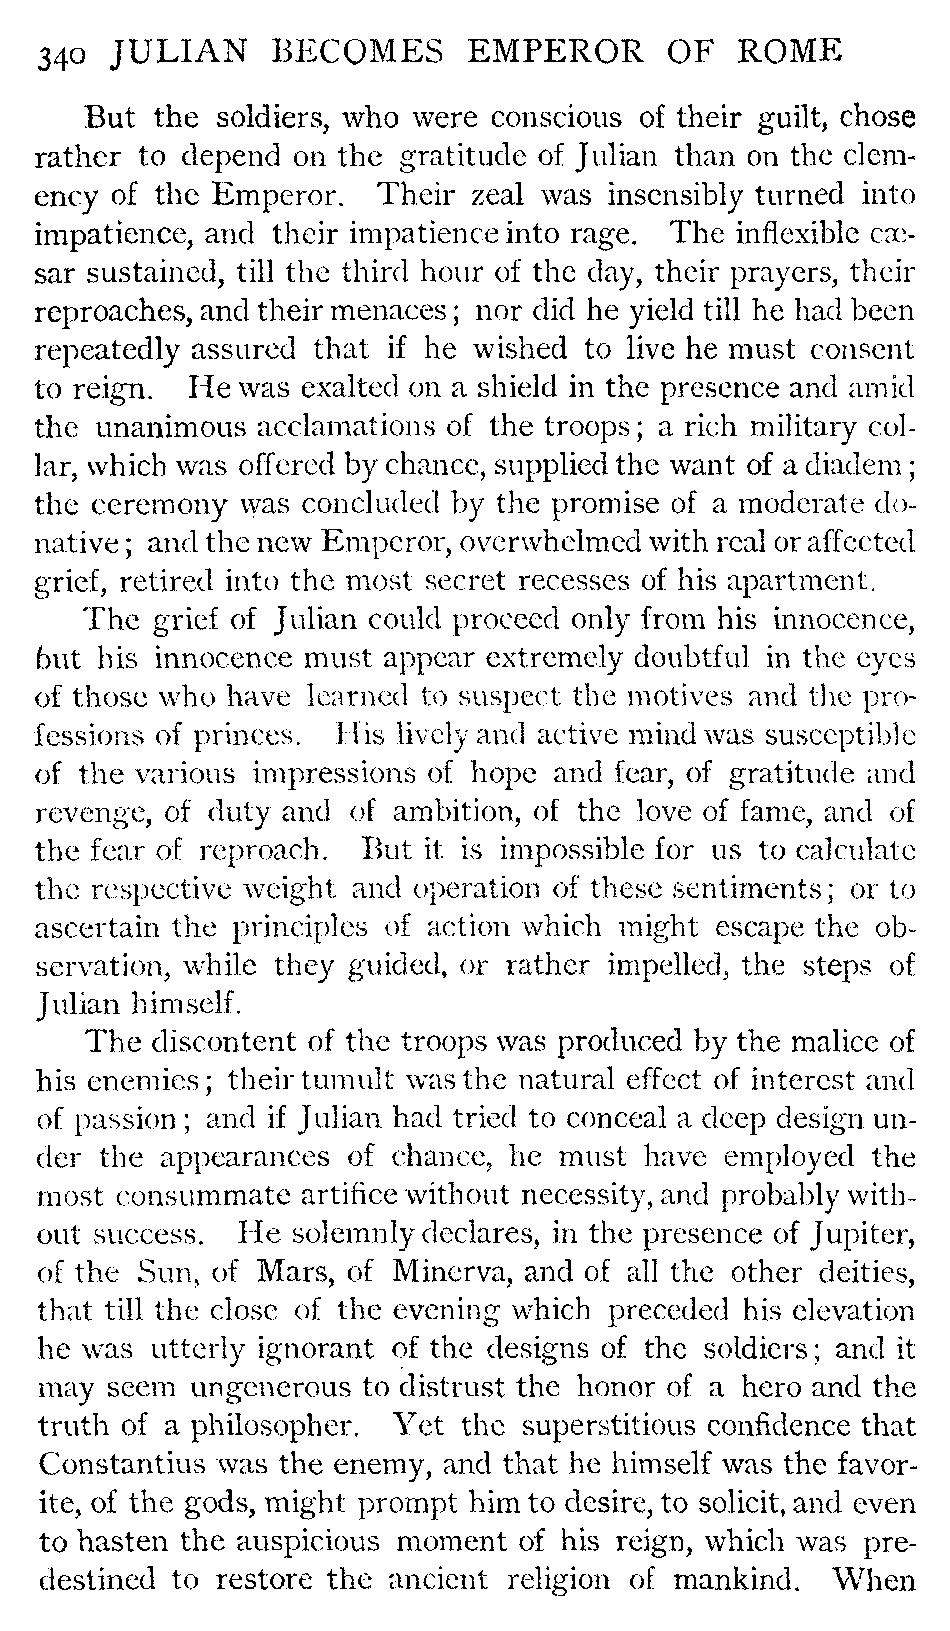 340 JULIAN BECOMES EMPEROR OF ROME
But the soldiers, who were conscious of their guilt, chose
rather to depend on the gratitude of Julian than on the clem-
ency of the Emperor. Their zeal was insensibly turned into
impatience, and their impatience into rage. The inflexible cæ-
sar sustained, till the third hour of the day, their prayers, their
reproaches, and their menaces; nor did he yield till he had been
repeatedly assured that if he wished to live he must consent
to reign. He was exalted on a shield in the presence and amid
the unanimous acclamations of the troops; a rich military col-
lar, which was offered by chance, supplied the want of a diadem;
the ceremony was concluded by the promise of a moderate do-
native; and the new Emperor, overwhelmed with real or affected
grief, retired into the most secret recesses of his apartment.
The grief of Julian could proceed only from his innocence,
but his innocence must appear extremely doubtful in the eyes
of those who have learned to suspect the motives and the pro-
fessions of princes. His lively and active mind was susceptible
of the various impressions of hope and fear, of gratitude and
revenge, of duty and of ambition, of the love of fame, and of
the fear of reproach. But it is impossible for us to calculate
the respective weight and operation of these sentiments; or to
ascertain the principles of action which might escape the ob-
servation, while they guided, or rather impelled, the steps of
Julian himself.
The discontent of the troops was produced by the malice of
his enemies; their tumult was the natural effect of interest and
of passion; and if Julian had tried to conceal a deep design un-
der the appearances of chance, he must have employed the
most consummate artifice without necessity, and probably with-
out success. He solemnly declares, in the presence of Jupiter,
of the Sun, of Mars, of Minerva, and of all the other deities,
that till the close of the evening which preceded his elevation
he was utterly ignorant of the designs of the soldiers; and it
may seem ungenerous to distrust the honor of a hero and the
truth of a philosopher. Yet the superstitious confidence that
Constantius was the enemy, and that he himself was the favor-
ite, of the gods, might prompt him to desire, to solicit, and even
to hasten the auspicious moment of his reign, which was pre-
destined to restore the ancient religion of mankind. When